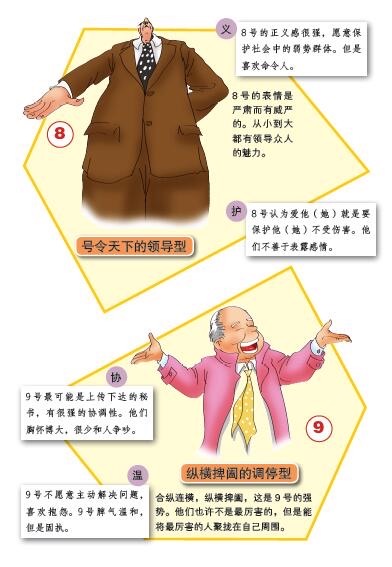 义
8号的正义感很强，愿意保
护社会中的弱势群体。但是
喜欢命令人。
8号的表情是
严肃而有威严
的。从小到大
都有领导众人
的魅力。
8
护
8号认为爱他（她）就是要
保护他（她）不受伤害。他
们不善于表露感情。
号令天下的领导型
协
9号最可能是上传下达的秘
书，有很强的协调性。他们
胸怀博大，很少和人争吵。
9
纵横捭阖的调停型
温
9号不愿意主动解决问题，
喜欢抱怨。9号脾气温和，
但是固执。
合纵连横，纵横捭阖，这是9号的强
势。他们也许不是最厉害的，但是能
将最厉害的人聚拢在自己周围。